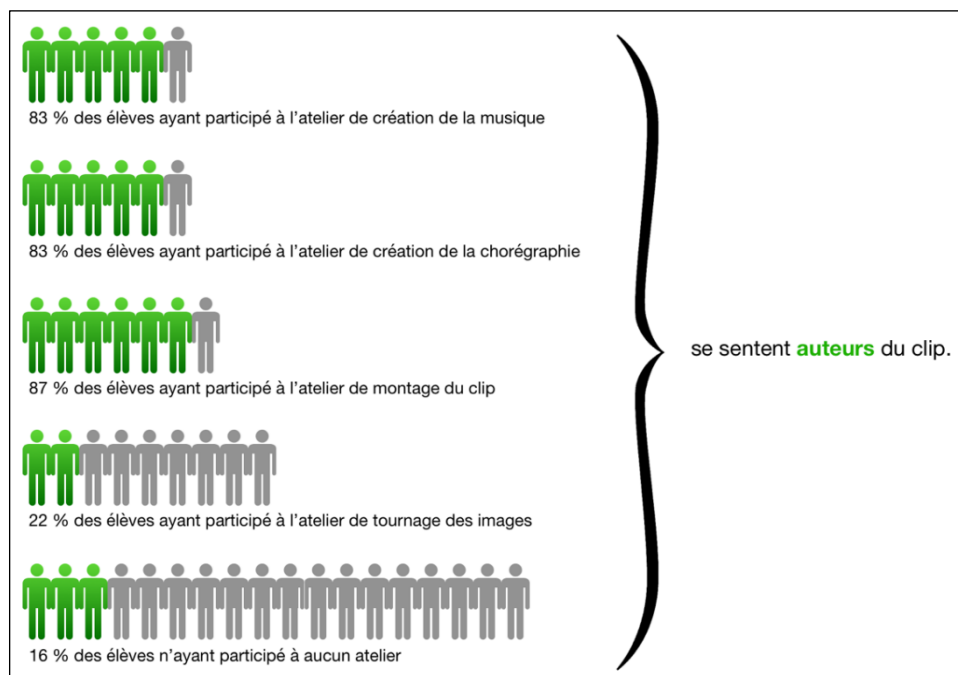 83 % des élèves ayant participé à l’atelier de création de la musique
83 % des élèves ayant participé à l’atelier de création de la chorégraphie
87 % des élèves ayant participé à l’atelier de montage du clip
22 % des élèves ayant participé à l’atelier de tournage des images
16 % des élèves n’ayant participé à aucun atelier
se sentent auteurs du clip.